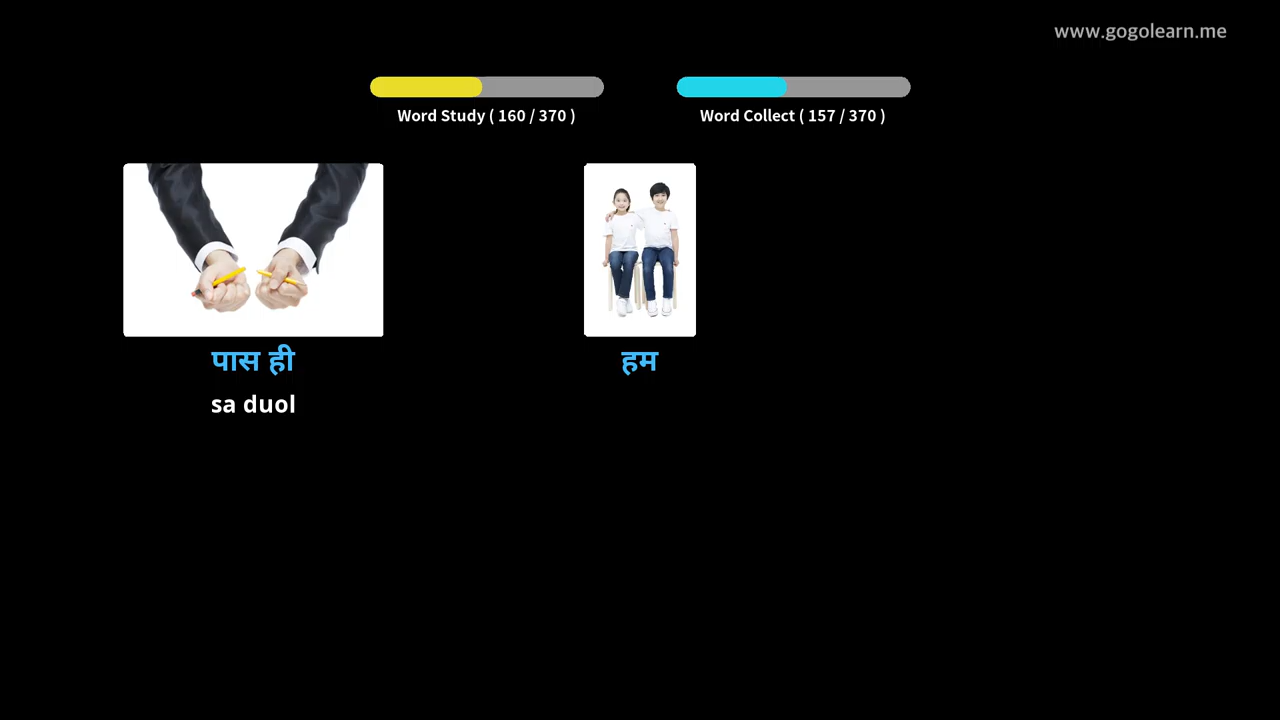 www.gogolearn.me
Word Study ( 160 / 370 )
Word Collect ( 157 / 370 )
पास ही
हम
sa duol